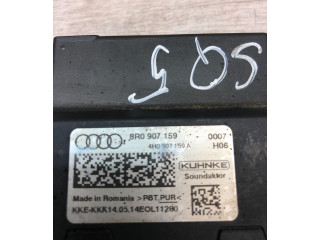 SQ5
8R0 907 159 0007
4H0 907 159 A H06
KUHNKE
Soundaktor
Made in Romania >PBT,PUR<
KKE-KKK14.05.14EOL11280